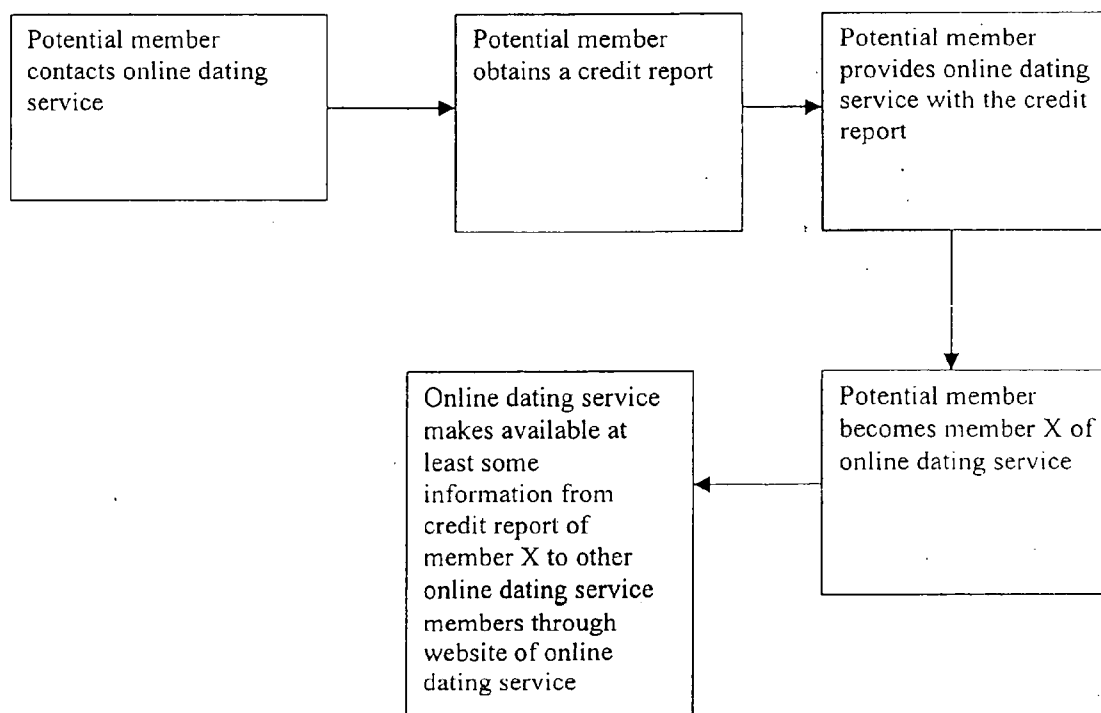 Potential member
contacts online dating
service
Potential member
obtains a credit report
Potential member
provides online dating
service with the credit
report
Potential member
becomes member X of
online dating service
Online dating service
makes available at
least some
information from
credit report of
member X to other
online dating service
members through
website of online
dating service